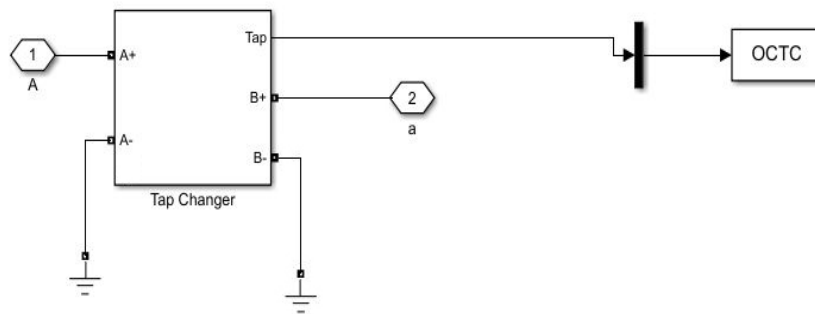 1
A
A+
A-
Tap
B+
B-
Tap Changer
2
a
OCTC